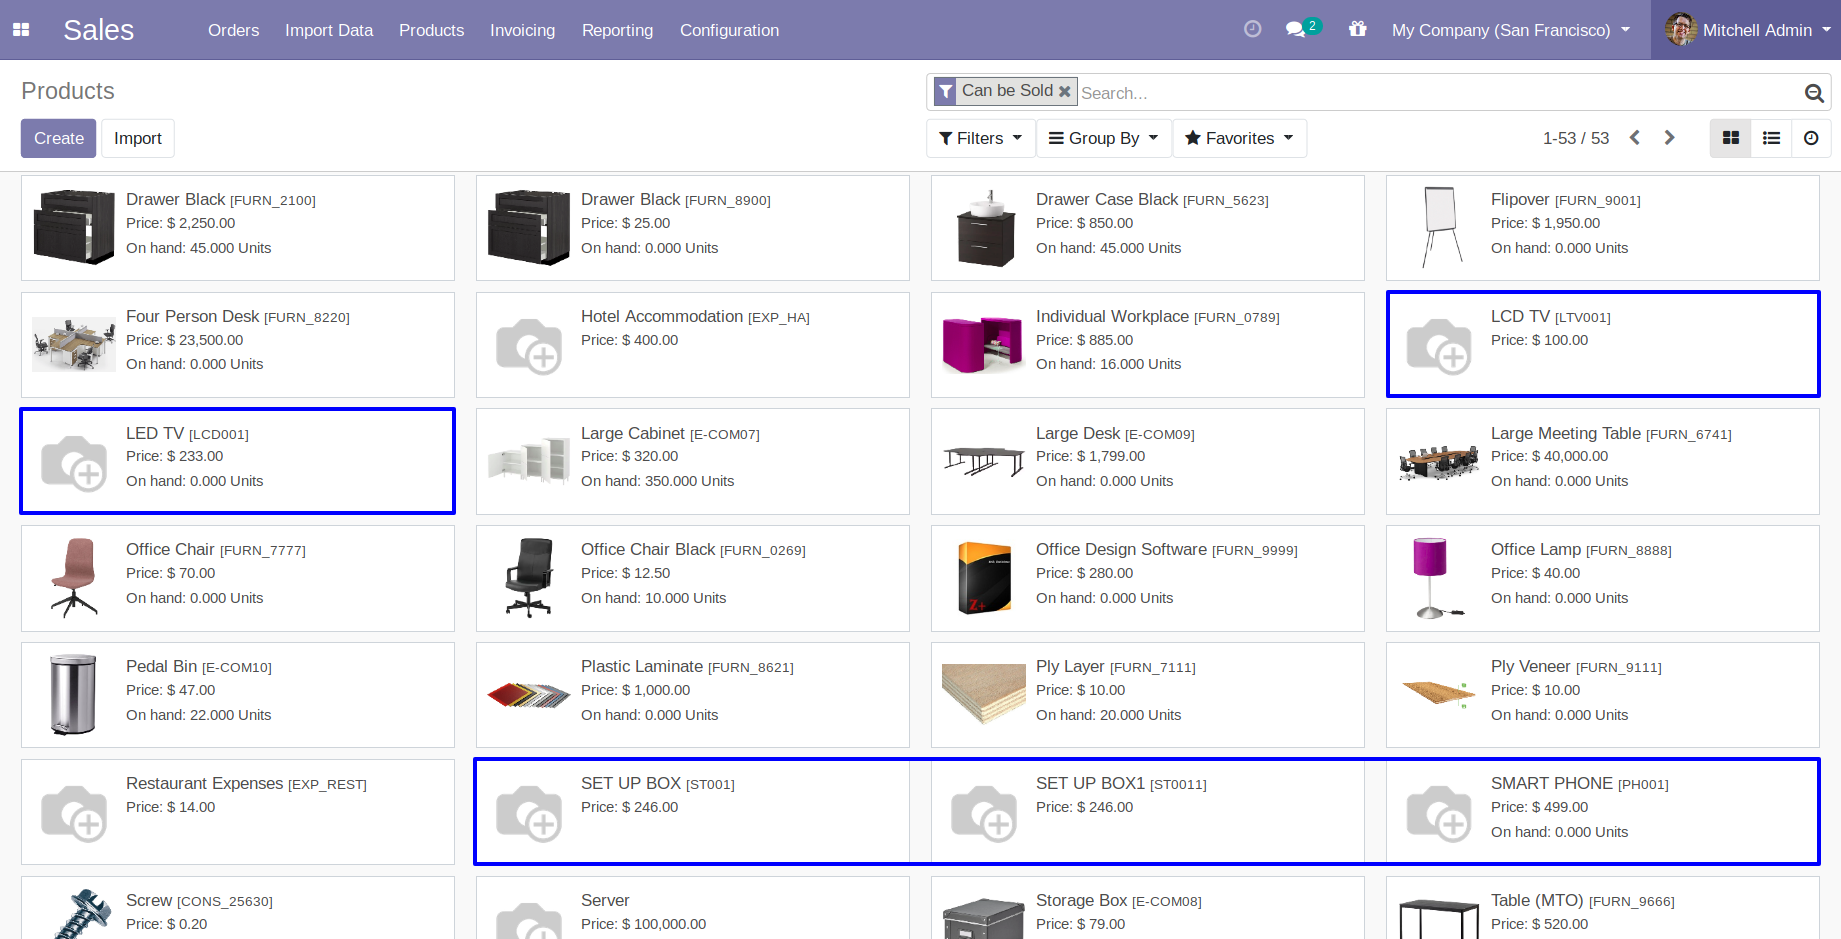 Sales
Orders Import Data Products Invoicing Reporting Configuration
2
My Company (San Francisco)
Mitchell Admin
Products
Can be Sold
Search...
Create Import
Filters Group By Favorites
1-53 / 53
Drawer Black [FURN_2100]
Price: $ 2,250.00
On hand: 45.000 Units
Drawer Black [FURN_8900]
Price: $ 25.00
On hand: 0.000 Units
Drawer Case Black [FURN_5623]
Price: $ 850.00
On hand: 45.000 Units
Flipover [FURN_9001]
Price: $ 1,950.00
On hand: 0.000 Units
Four Person Desk [FURN_8220]
Price: $ 23,500.00
On hand: 0.000 Units
Hotel Accommodation [EXP_HA]
Price: $ 400.00
Individual Workplace [FURN_0789]
Price: $ 885.00
On hand: 16.000 Units
LCD TV [LTV001]
Price: $ 100.00
LED TV [LCD001]
Price: $ 233.00
On hand: 0.000 Units
Large Cabinet [E-COM07]
Price: $ 320.00
On hand: 350.000 Units
Large Desk [E-COM09]
Price: $ 1,799.00
On hand: 0.000 Units
Large Meeting Table [FURN_6741]
Price: $ 40,000.00
On hand: 0.000 Units
Office Chair [FURN_7777]
Price: $ 70.00
On hand: 0.000 Units
Office Chair Black [FURN_0269]
Price: $ 12.50
On hand: 10.000 Units
Z+
Office Design Software [FURN_9999]
Price: $ 280.00
On hand: 0.000 Units
Office Lamp [FURN_8888]
Price: $ 40.00
On hand: 0.000 Units
Pedal Bin [E-COM10]
Price: $ 47.00
On hand: 22.000 Units
Plastic Laminate [FURN_8621]
Price: $ 1,000.00
On hand: 0.000 Units
Ply Layer [FURN_7111]
Price: $ 10.00
On hand: 20.000 Units
Ply Veneer [FURN_9111]
Price: $ 10.00
On hand: 0.000 Units
Restaurant Expenses [EXP_REST]
Price: $ 14.00
SET UP BOX [ST001]
Price: $ 246.00
SET UP BOX1 [ST0011]
Price: $ 246.00
SMART PHONE [PH001]
Price: $ 499.00
On hand: 0.000 Units
Screw [CONS_25630]
Price: $ 0.20
Server
Price: $ 100,000.00
Storage Box [E-COM08]
Price: $ 79.00
Table (MTO) [FURN_9666]
Price: $ 520.00